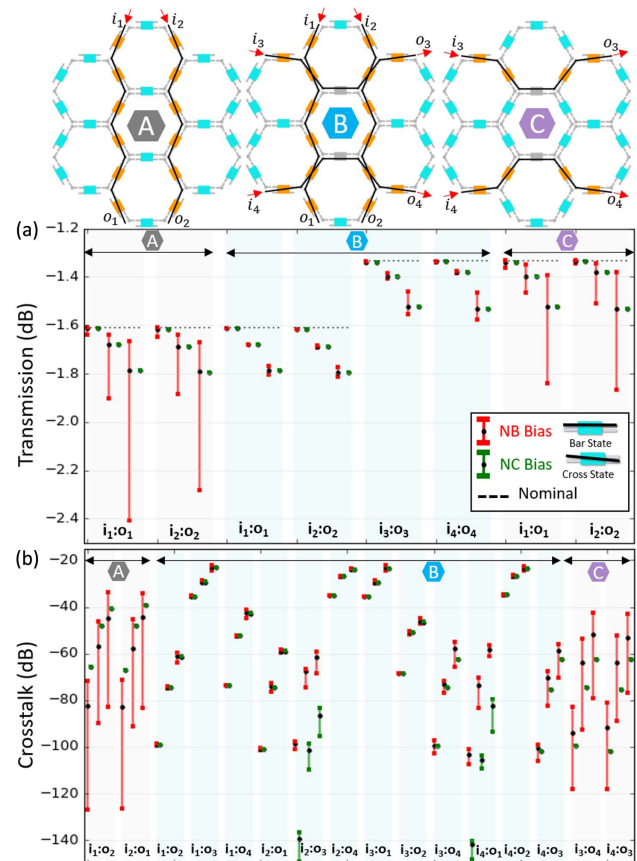 i₁ i₂ i₁ i₂
i₃ o₃ i₃ o₃
A B C
i₄ o₄ i₄ o₄
o₁ o₂ o₁ o₂
(a)
A B C
−1.2
−1.4
−1.6
−1.8
−2.0
−2.2
−2.4
Transmission (dB)
NB Bias Bar State
NC Bias Cross State
Nominal
i₁:o₁ i₂:o₂ i₁:o₁ i₂:o₂ i₃:o₃ i₄:o₄ i₁:o₁ i₂:o₂
(b)
A B C
−20
−40
−60
−80
−100
−120
−140
Crosstalk (dB)
i₁:o₂ i₂:o₁ i₁:o₂ i₁:o₃ i₁:o₄ i₂:o₁ i₂:o₃ i₂:o₄ i₃:o₁ i₃:o₂ i₃:o₄ i₄:o₁ i₄:o₂ i₄:o₃ i₃:o₄ i₄:o₃